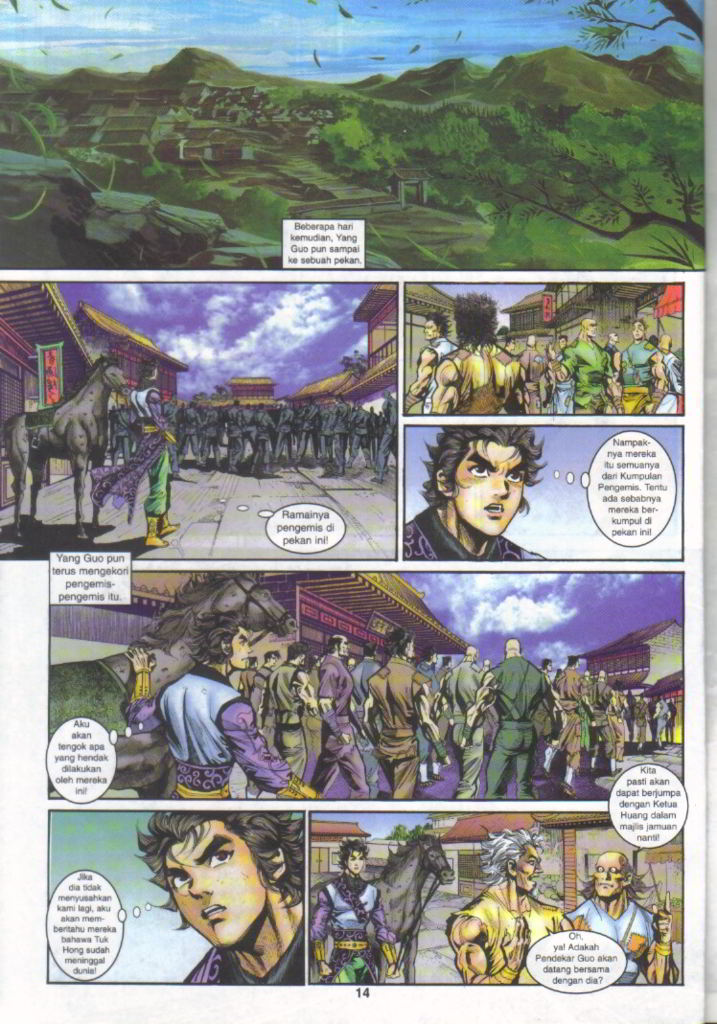 Beberapa hari
kemudian, Yang
Guo pun sampai
ke sebuah pekan.
Ramainya
pengemis di
pekan ini!
Nampak-
nya mereka
itu semuanya
dari Kumpulan
Pengemis. Tentu
ada sebabnya
mereka ber-
kumpul di
pekan ini!
Yang Guo pun
terus mengekori
pengemis-
pengemis itu.
Aku
akan
tengok apa
yang hendak
dilakukan
oleh mereka
ini!
Kita
pasti akan
dapat berjumpa
dengan Ketua
Huang dalam
majlis jamuan
nanti!
Jika
dia tidak
menyusahkan
kami lagi, aku
akan mem-
beritahu mereka
bahawa Tuk
Hong sudah
meninggal
dunia!
Oh,
ya! Adakah
Pendekar Guo akan
datang bersama
dengan dia?
14